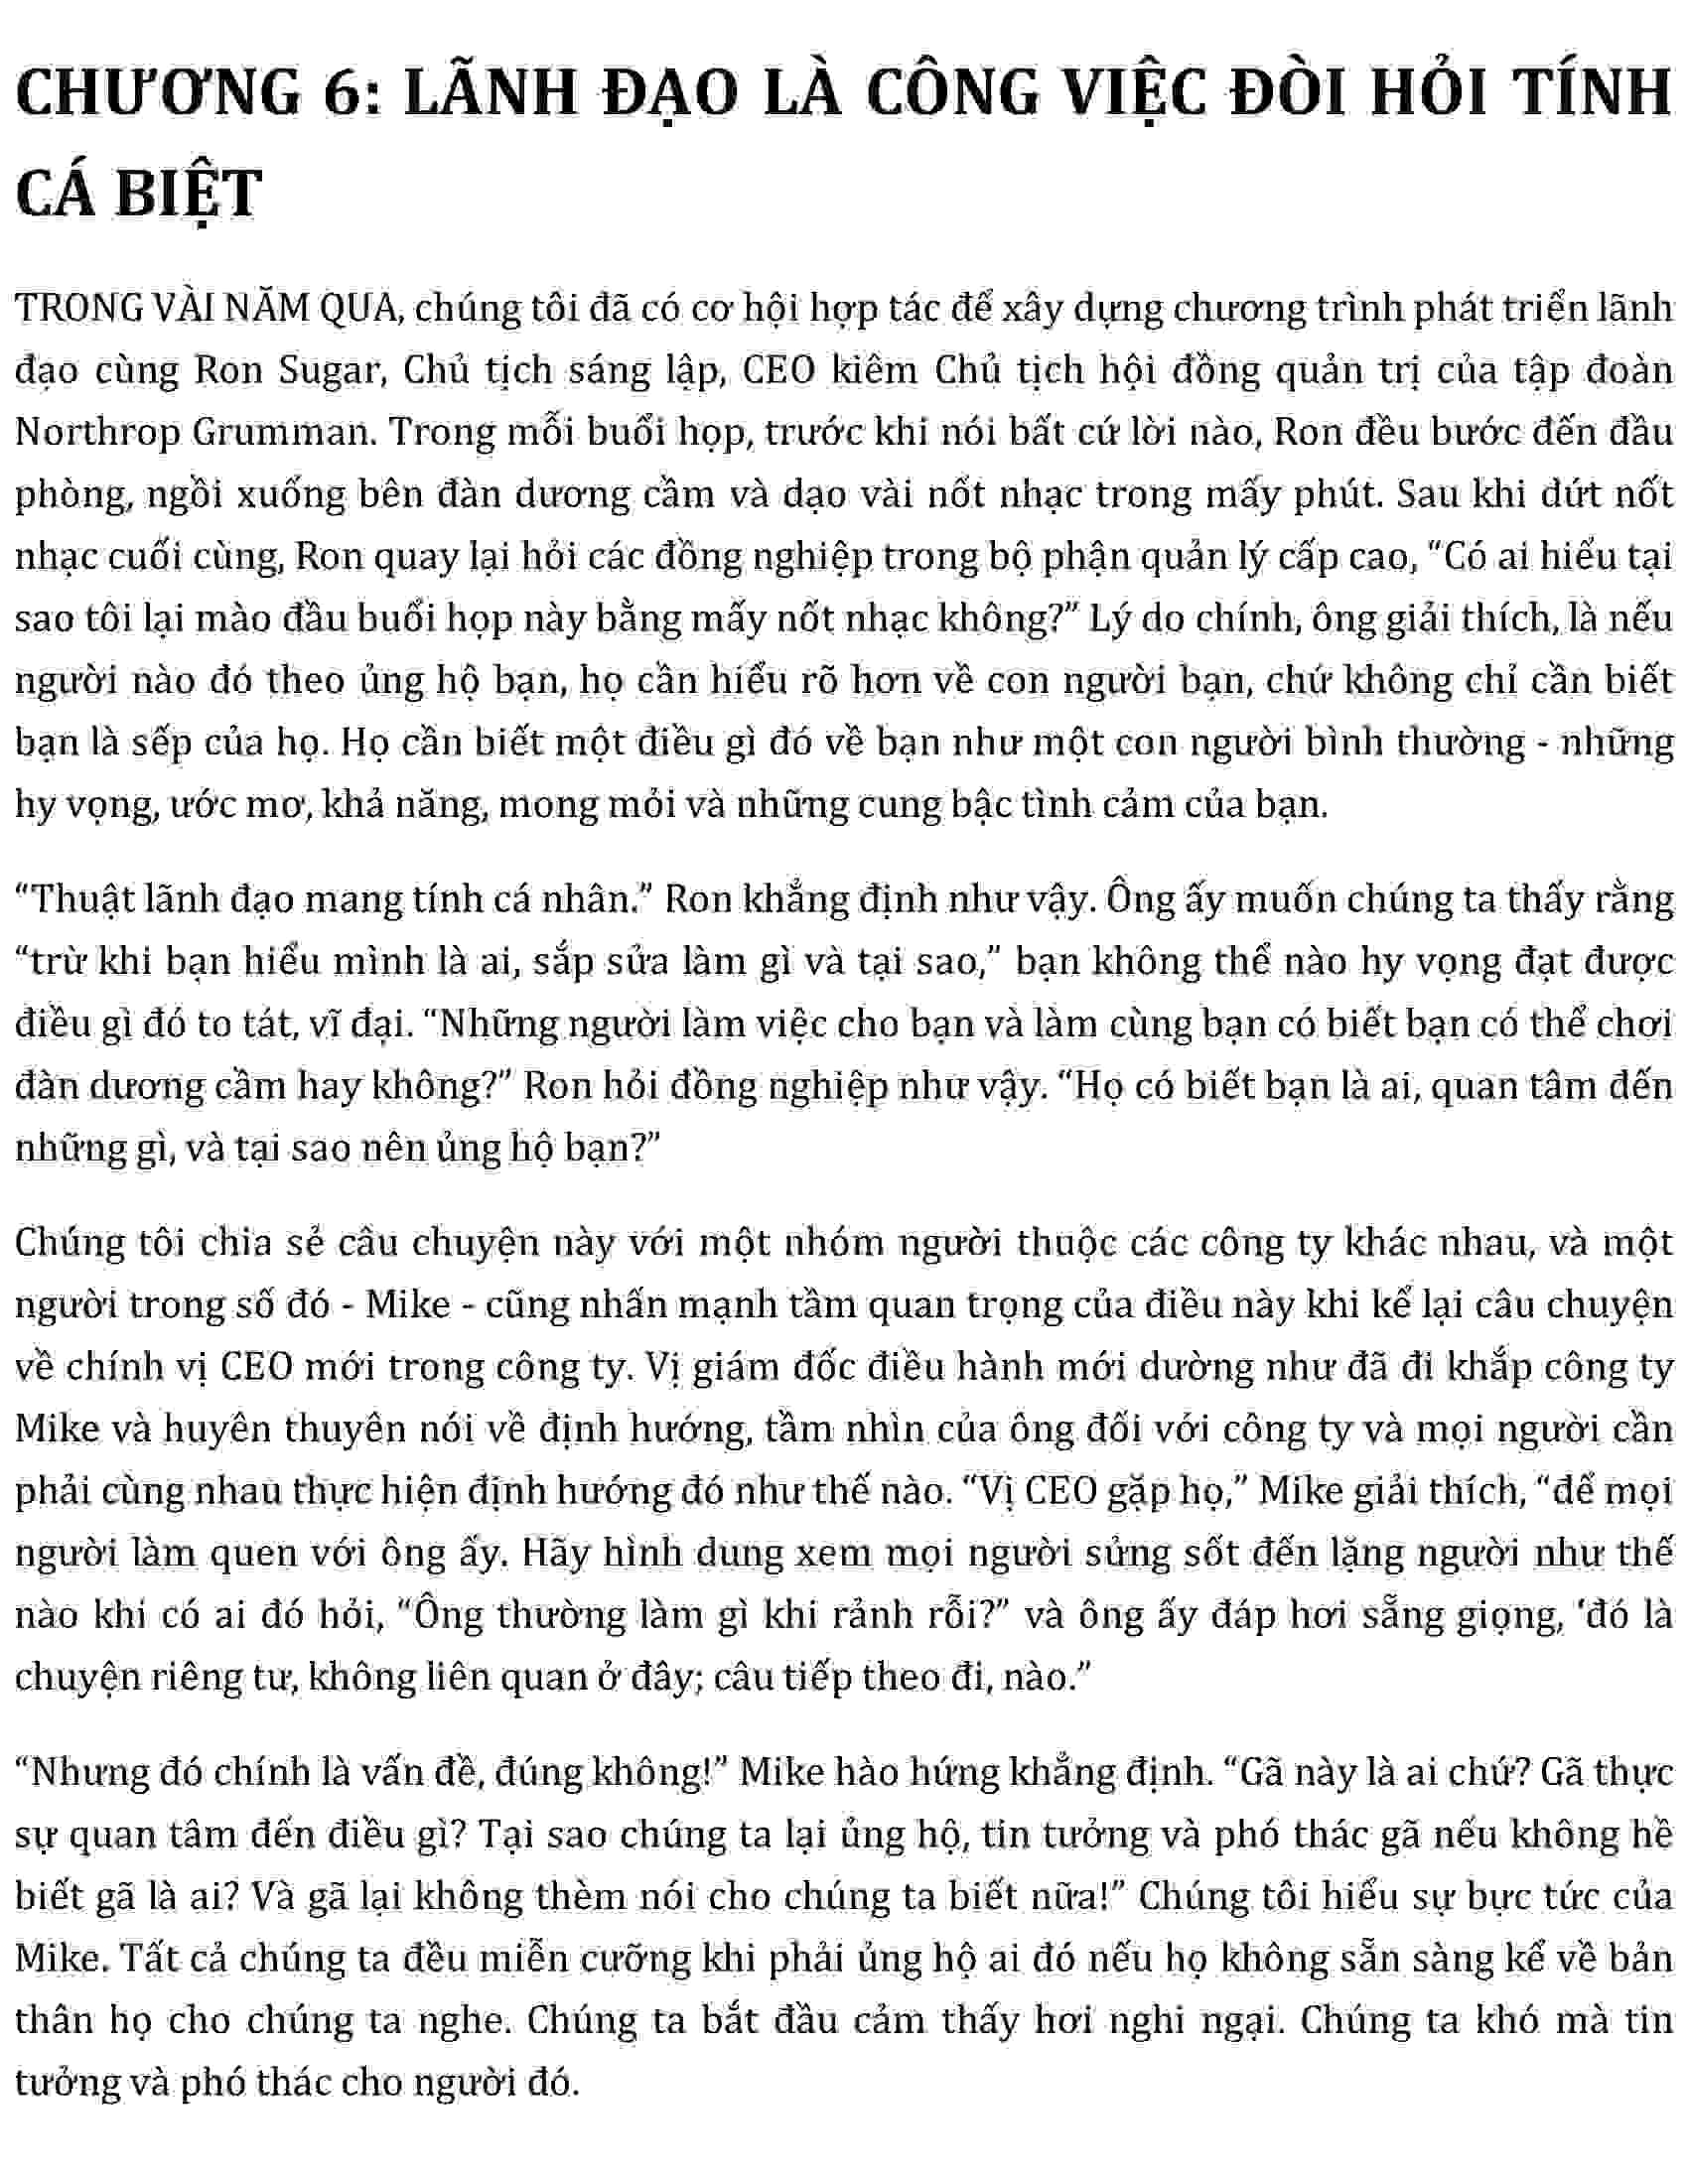 CHƯƠNG 6: LÃNH ĐẠO LÀ CÔNG VIỆC ĐÒI HỎI TÍNH
CÁ BIỆT
TRONG VÀI NĂM QUA, chúng tôi đã có cơ hội hợp tác để xây dựng chương trình phát triển lãnh
đạo cùng Ron Sugar, Chủ tịch sáng lập, CEO kiêm Chủ tịch hội đồng quản trị của tập đoàn
Northrop Grumman. Trong mỗi buổi họp, trước khi nói bất cứ lời nào, Ron đều bước đến đầu
phòng, ngồi xuống bên đàn dương cầm và dạo vài nốt nhạc trong mấy phút. Sau khi dứt nốt
nhạc cuối cùng, Ron quay lại hỏi các đồng nghiệp trong bộ phận quản lý cấp cao, “Có ai hiểu tại
sao tôi lại mào đầu buổi họp này bằng mấy nốt nhạc không?” Lý do chính, ông giải thích, là nếu
người nào đó theo ủng hộ bạn, họ cần hiểu rõ hơn về con người bạn, chứ không chỉ cần biết
bạn là sếp của họ. Họ cần biết một điều gì đó về bạn như một con người bình thường - những
hy vọng, ước mơ, khả năng, mong mỏi và những cung bậc tình cảm của bạn.
“Thuật lãnh đạo mang tính cá nhân.” Ron khẳng định như vậy. Ông ấy muốn chúng ta thấy rằng
“trừ khi bạn hiểu mình là ai, sắp sửa làm gì và tại sao,” bạn không thể nào hy vọng đạt được
điều gì đó to tát, vĩ đại. “Những người làm việc cho bạn và làm cùng bạn có biết bạn có thể chơi
đàn dương cầm hay không?” Ron hỏi đồng nghiệp như vậy. “Họ có biết bạn là ai, quan tâm đến
những gì, và tại sao nên ủng hộ bạn?”
Chúng tôi chia sẻ câu chuyện này với một nhóm người thuộc các công ty khác nhau, và một
người trong số đó - Mike - cũng nhấn mạnh tầm quan trọng của điều này khi kể lại câu chuyện
về chính vị CEO mới trong công ty. Vị giám đốc điều hành mới dường như đã đi khắp công ty
Mike và huyên thuyên nói về định hướng, tầm nhìn của ông đối với công ty và mọi người cần
phải cùng nhau thực hiện định hướng đó như thế nào. “Vị CEO gặp họ,” Mike giải thích, “để mọi
người làm quen với ông ấy. Hãy hình dung xem mọi người sửng sốt đến lặng người như thế
nào khi có ai đó hỏi, “Ông thường làm gì khi rảnh rỗi?” và ông ấy đáp hơi sẵng giọng, ‘đó là
chuyện riêng tư, không liên quan ở đây; câu tiếp theo đi, nào.”
“Nhưng đó chính là vấn đề, đúng không!” Mike hào hứng khẳng định. “Gã này là ai chứ? Gã thực
sự quan tâm đến điều gì? Tại sao chúng ta lại ủng hộ, tin tưởng và phó thác gã nếu không hề
biết gã là ai? Và gã lại không thèm nói cho chúng ta biết nữa!” Chúng tôi hiểu sự bực tức của
Mike. Tất cả chúng ta đều miễn cưỡng khi phải ủng hộ ai đó nếu họ không sẵn sàng kể về bản
thân họ cho chúng ta nghe. Chúng ta bắt đầu cảm thấy hơi nghi ngại. Chúng ta khó mà tin
tưởng và phó thác cho người đó.